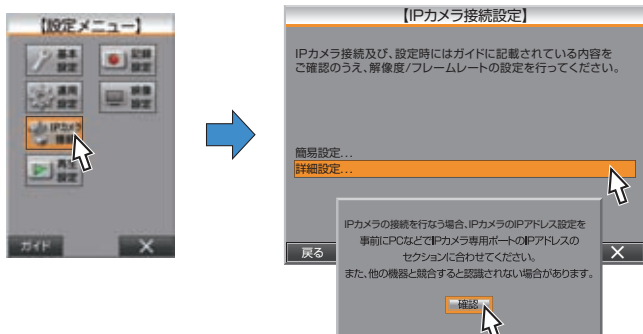 【設定メニュー】
基本設定
記録設定
運用設定
映像設定
IPカメラ接続
再生設定
ガイド
【IPカメラ接続設定】
IPカメラ接続及び、設定時にはガイドに記載されている内容を
ご確認のうえ、解像度/フレームレートの設定を行ってください。
簡易設定...
詳細設定...
IPカメラの接続を行なう場合、IPカメラのIPアドレス設定を
事前にPCなどでIPカメラ専用ポートのIPアドレスの
セクションに合わせてください。
また、他の機器と競合すると認識されない場合があります。
戻る
確認